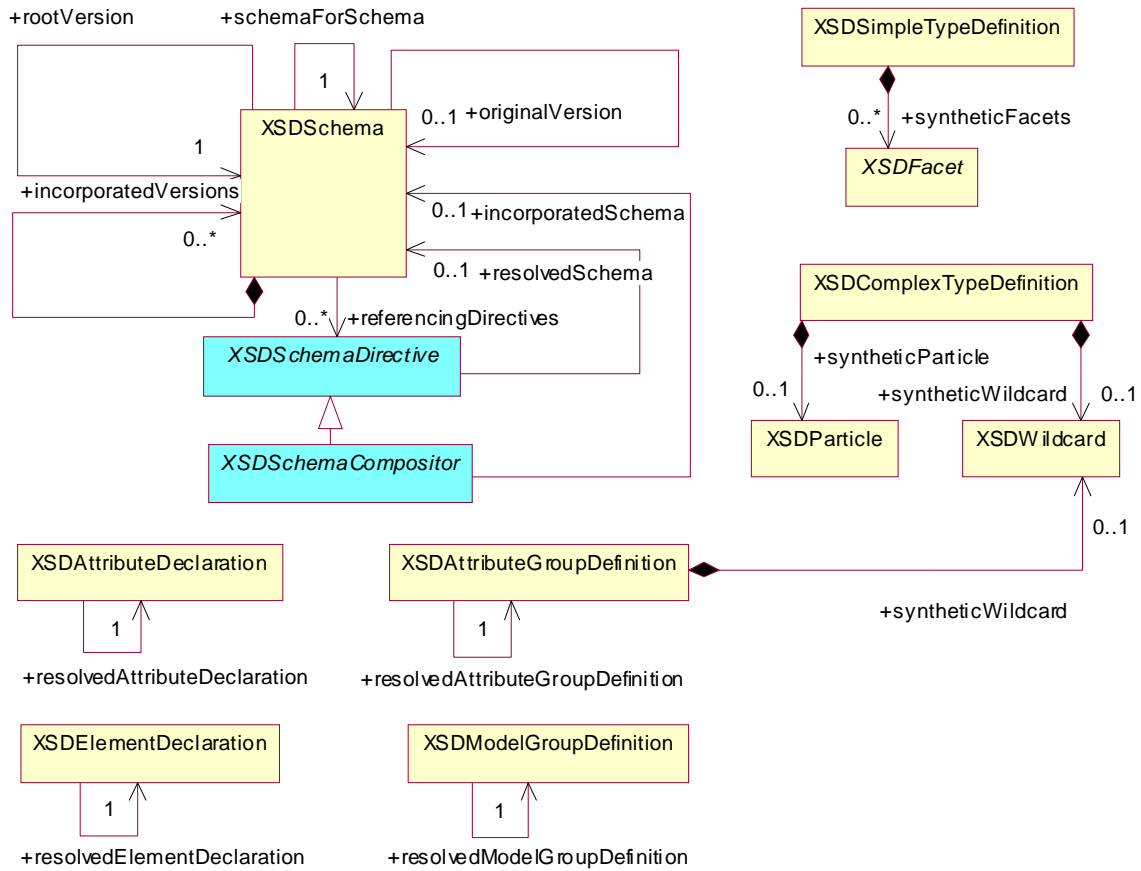 +rootVersion
+schemaForSchema
1
XSDSchema
0..1
+originalVersion
1
+incorporatedVersions
0..*
0..1
+incorporatedSchema
0..1
+resolvedSchema
0..*
+referencingDirectives
XSDSchemaDirective
XSDSchemaCompositor
XSDSimpleTypeDefinition
0..*
+syntheticFacets
XSDFacet
XSDComplexTypeDefinition
+syntheticParticle
0..1
+syntheticWildcard
0..1
XSDParticle
XSDWildcard
0..1
+syntheticWildcard
XSDAttributeDeclaration
1
+resolvedAttributeDeclaration
XSDAttributeGroupDefinition
1
+resolvedAttributeGroupDefinition
XSDElementDeclaration
1
+resolvedElementDeclaration
XSDModelGroupDefinition
1
+resolvedModelGroupDefinition